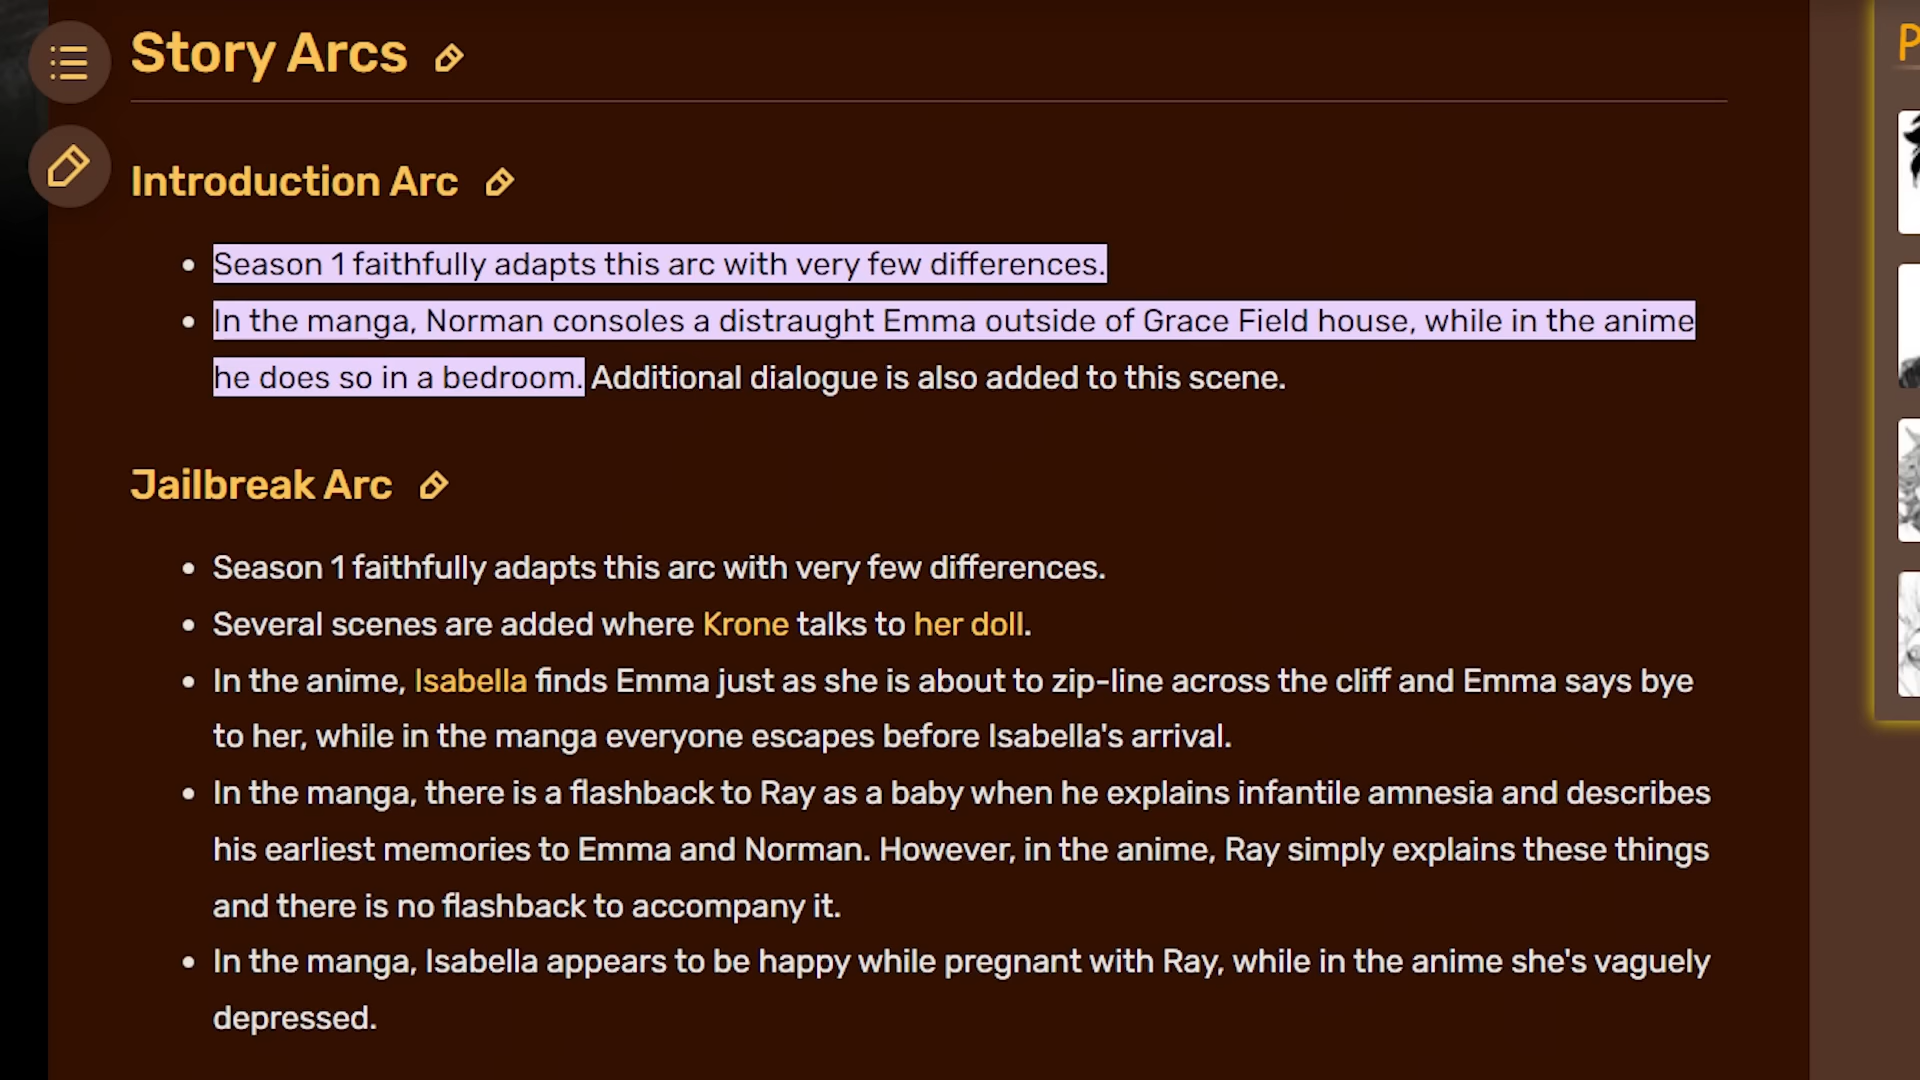 Story Arcs
Introduction Arc
Season 1 faithfully adapts this arc with very few differences.
In the manga, Norman consoles a distraught Emma outside of Grace Field house, while in the anime
he does so in a bedroom. Additional dialogue is also added to this scene.
Jailbreak Arc
Season 1 faithfully adapts this arc with very few differences.
Several scenes are added where Krone talks to her doll.
In the anime, Isabella finds Emma just as she is about to zip-line across the cliff and Emma says bye
to her, while in the manga everyone escapes before Isabella's arrival.
In the manga, there is a flashback to Ray as a baby when he explains infantile amnesia and describes
his earliest memories to Emma and Norman. However, in the anime, Ray simply explains these things
and there is no flashback to accompany it.
In the manga, Isabella appears to be happy while pregnant with Ray, while in the anime she's vaguely
depressed.